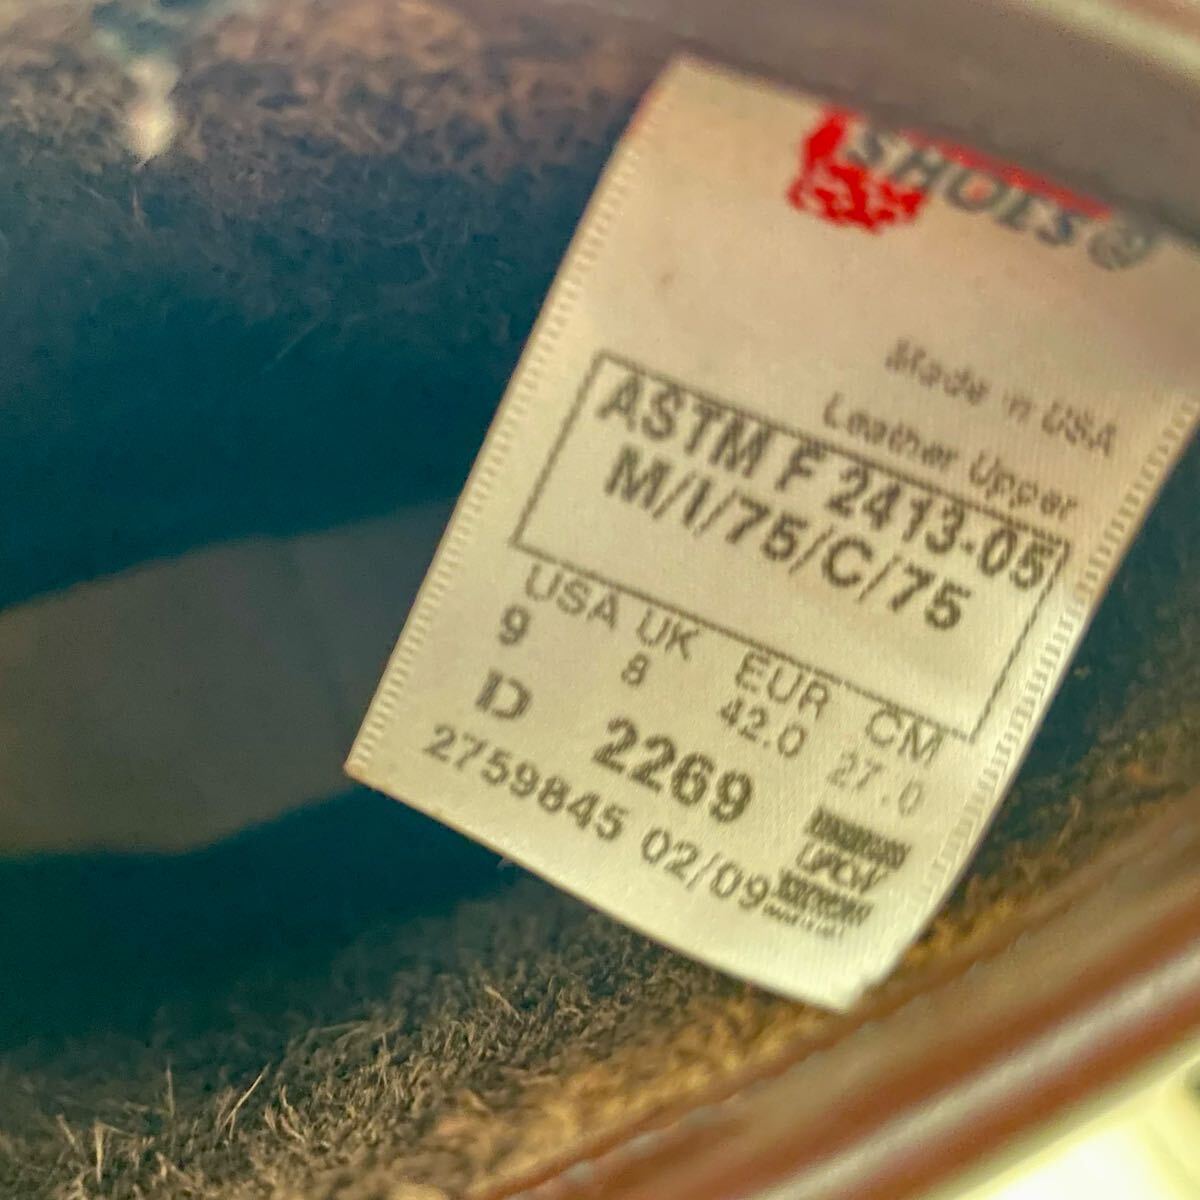 SHOES®
Made in USA
Leather Upper
ASTM F 2413-05
M/I/75/C/75
USA UK EUR CM
9 8 42.0 27.0
D 2269
2759845 02/09
UFCW